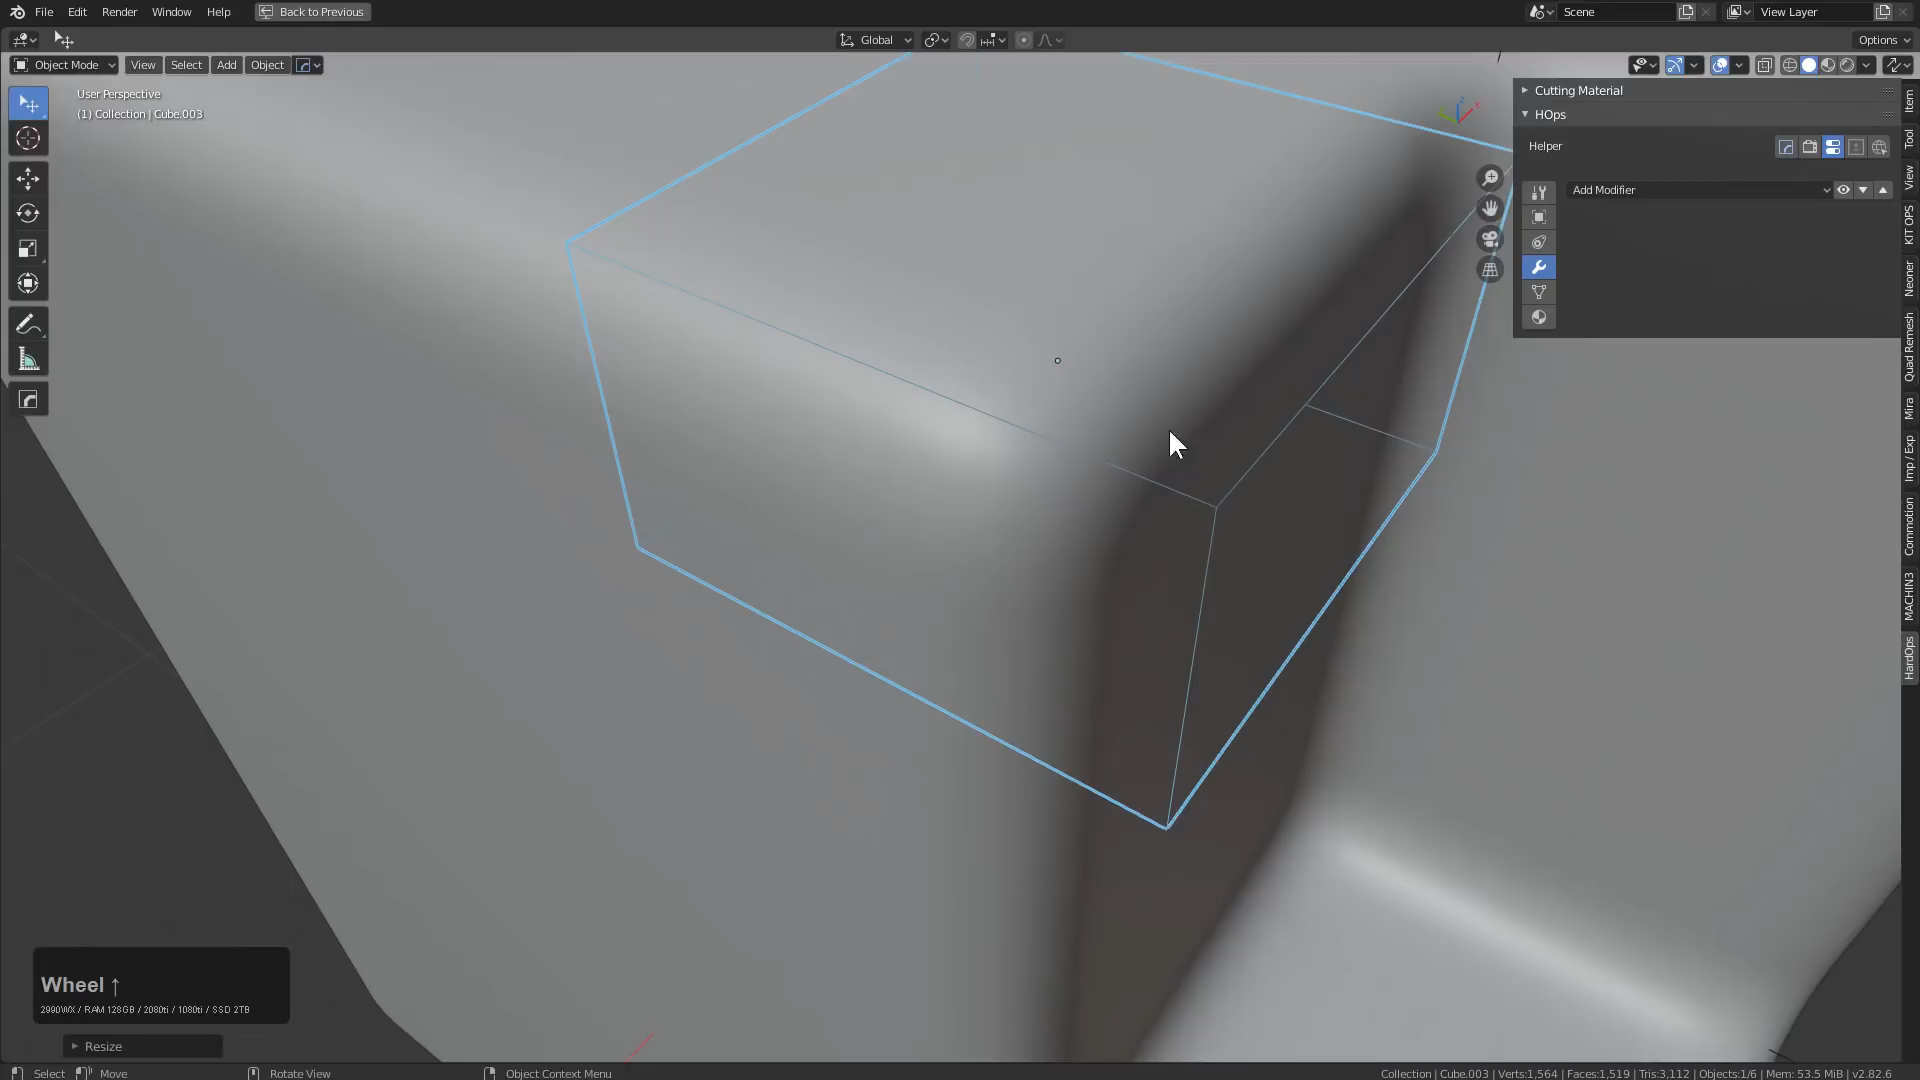 File Edit Render Window Help Back to Previous Scene View Layer
Global Options
Object Mode View Select Add Object
User Perspective
(1) Collection | Cube.003
Cutting Material
HOps
Helper
Add Modifier
Item
Tool
View
KIT OPS
Neoner
Quad Remesh
Mira
Imp / Exp
Commotion
MACHIN3
HardOps
Wheel ↑
2990WX / RAM 128GB / 2080ti / 1080ti / SSD 2TB
Resize
Select Move Rotate View Object Context Menu Collection | Cube.003 | Verts:1,564 | Faces:1,519 | Tris:3,112 | Objects:1/6 | Mem: 53.5 MiB | v2.82.6